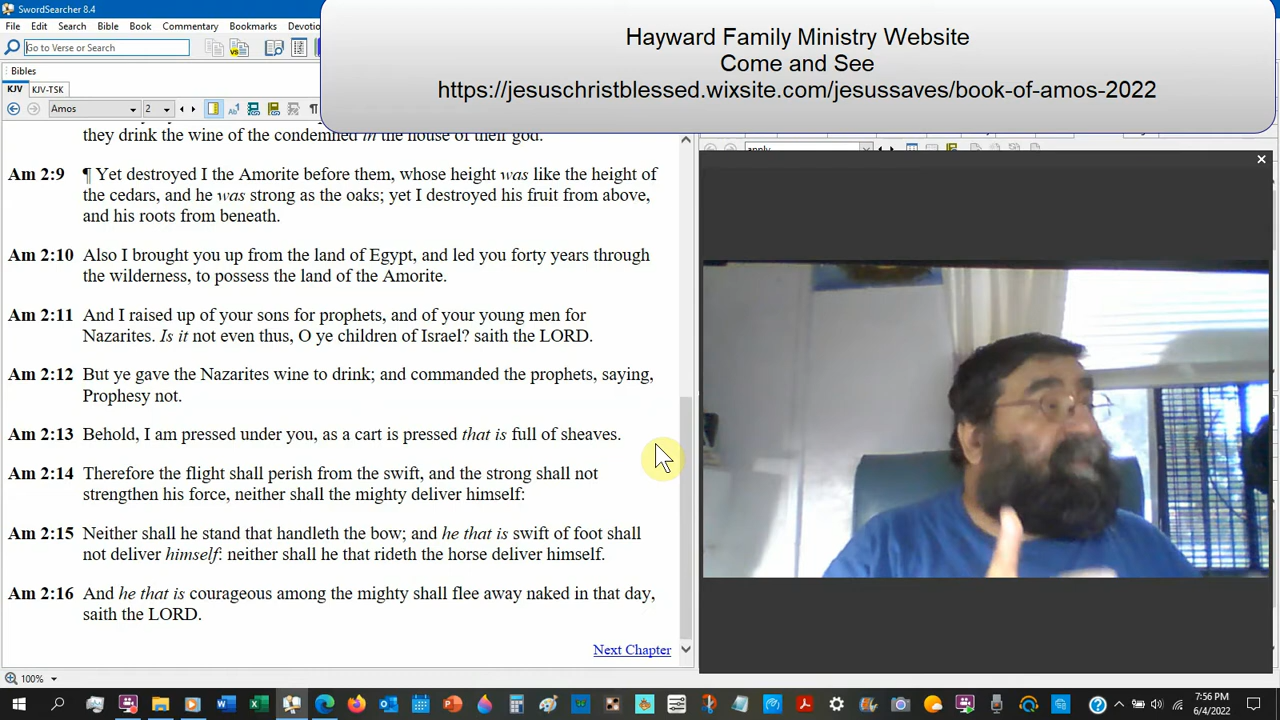 SwordSearcher 8.4
File Edit Search Bible Book Commentary Bookmarks Devotio
Hayward Family Ministry Website
Come and See
https://jesuschristblessed.wixsite.com/jesussaves/book-of-amos-2022
Go to Verse or Search
Bibles
KJV KJV-TSK
Amos 2
apply
they drink the wine of the condemned in the house of their god.
Am 2:9 ¶ Yet destroyed I the Amorite before them, whose height was like the height of
the cedars, and he was strong as the oaks; yet I destroyed his fruit from above,
and his roots from beneath.
Am 2:10 Also I brought you up from the land of Egypt, and led you forty years through
the wilderness, to possess the land of the Amorite.
Am 2:11 And I raised up of your sons for prophets, and of your young men for
Nazarites. Is it not even thus, O ye children of Israel? saith the LORD.
Am 2:12 But ye gave the Nazarites wine to drink; and commanded the prophets, saying,
Prophesy not.
Am 2:13 Behold, I am pressed under you, as a cart is pressed that is full of sheaves.
Am 2:14 Therefore the flight shall perish from the swift, and the strong shall not
strengthen his force, neither shall the mighty deliver himself:
Am 2:15 Neither shall he stand that handleth the bow; and he that is swift of foot shall
not deliver himself: neither shall he that rideth the horse deliver himself.
Am 2:16 And he that is courageous among the mighty shall flee away naked in that day,
saith the LORD.
Next Chapter
100%
7:56 PM
6/4/2022